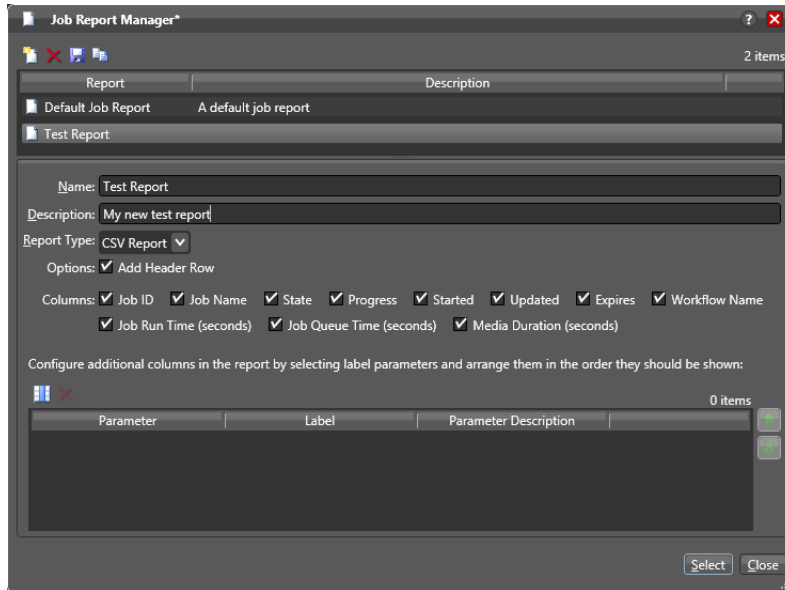 Job Report Manager*
?
2 items
Report Description
Default Job Report A default job report
Test Report
Name: Test Report
Description: My new test report
Report Type: CSV Report
Options: Add Header Row
Columns: Job ID Job Name State Progress Started Updated Expires Workflow Name
Job Run Time (seconds) Job Queue Time (seconds) Media Duration (seconds)
Configure additional columns in the report by selecting label parameters and arrange them in the order they should be shown:
0 items
Parameter Label Parameter Description
Select Close